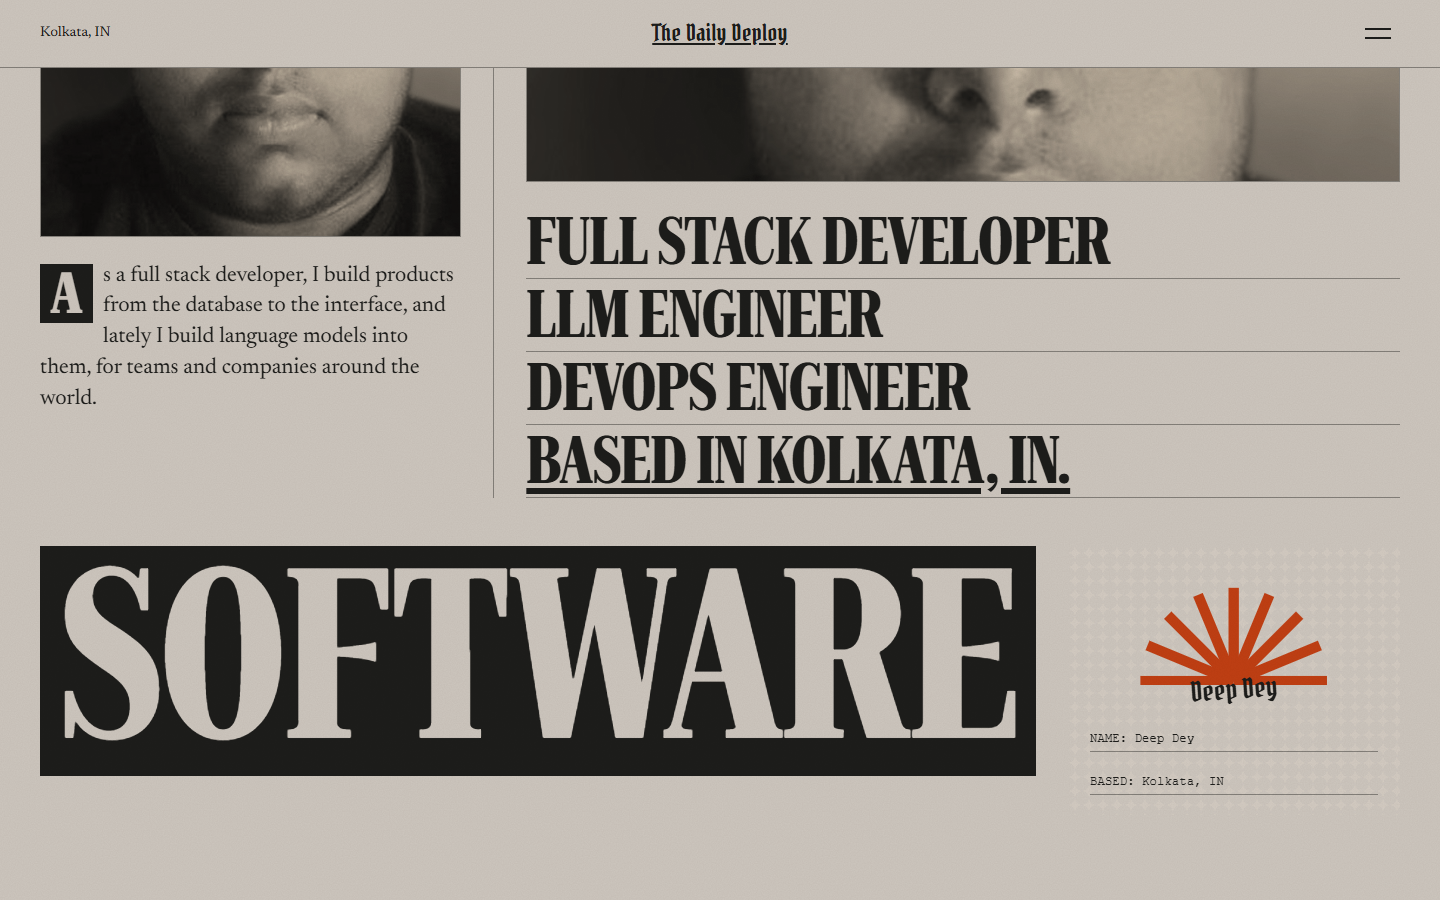 Kolkata, IN
The Daily Deploy
As a full stack developer, I build products
from the database to the interface, and
lately I build language models into
them, for teams and companies around the
world.
FULL STACK DEVELOPER
LLM ENGINEER
DEVOPS ENGINEER
BASED IN KOLKATA, IN.
SOFTWARE
Deep Dey
NAME: Deep Dey
BASED: Kolkata, IN